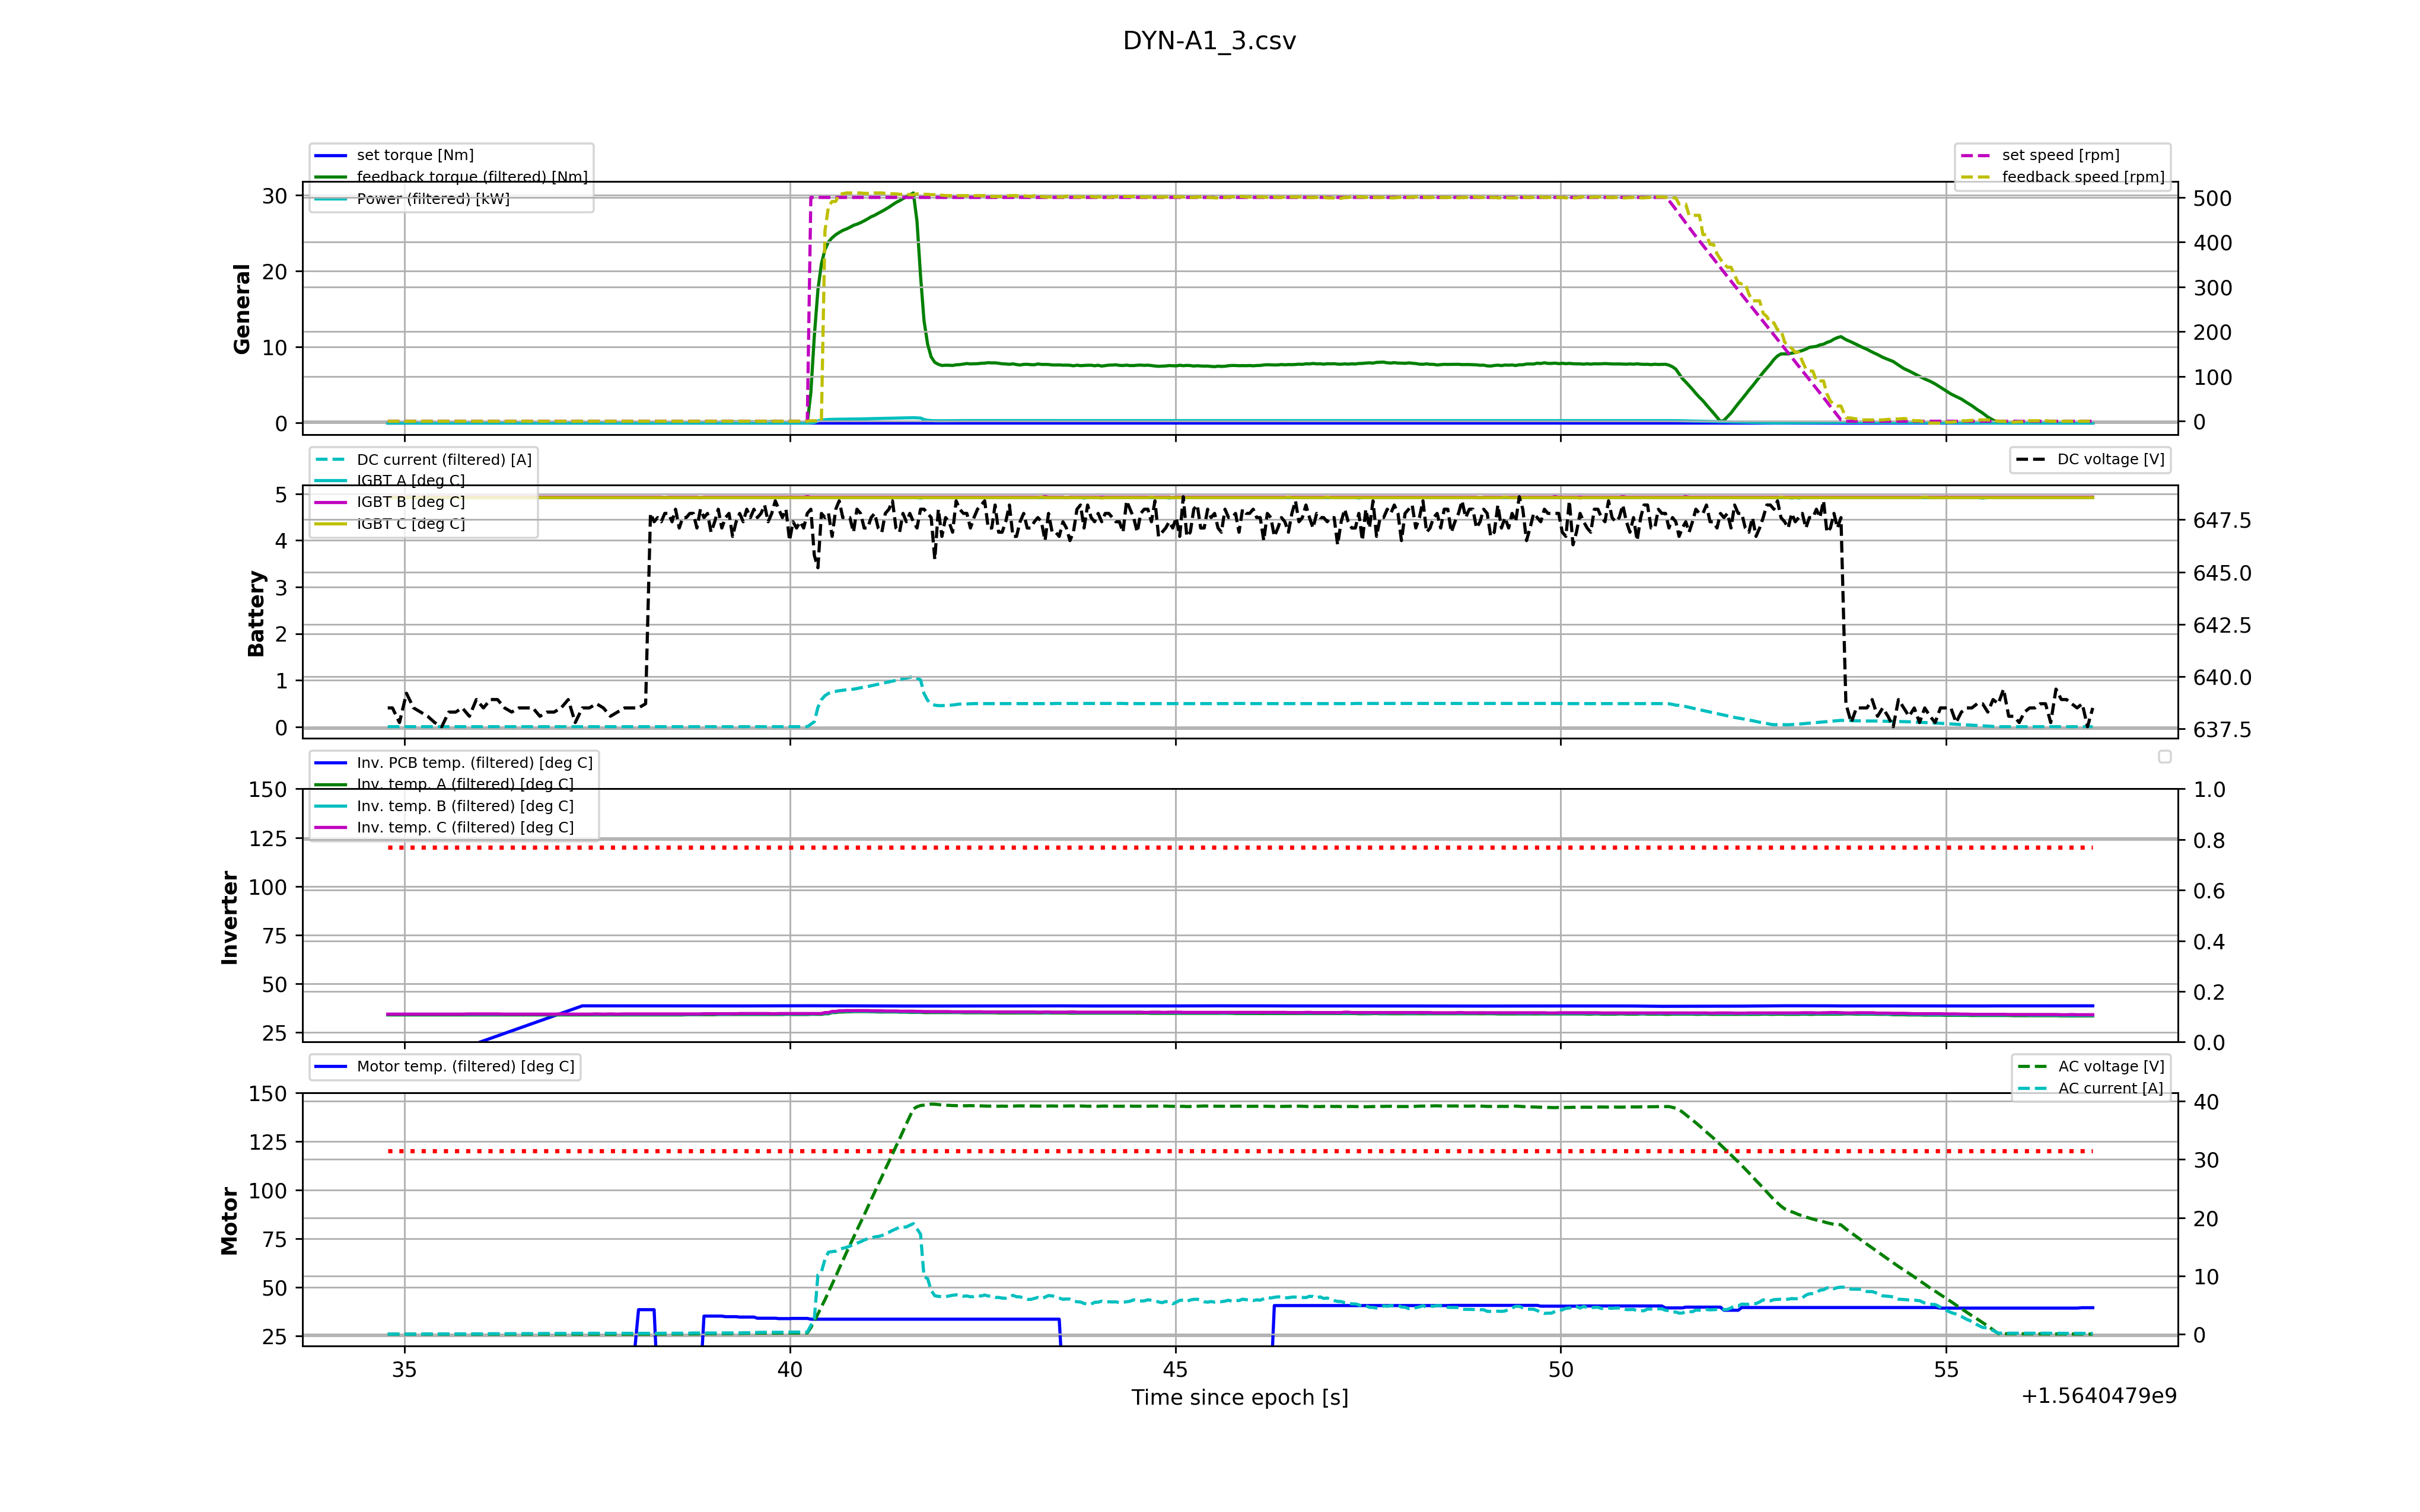 DYN-A1_3.csv
set torque [Nm]
feedback torque (filtered) [Nm]
Power (filtered) [kW]
set speed [rpm]
feedback speed [rpm]
General
30
20
10
0
500
400
300
200
100
0
DC current (filtered) [A]
IGBT A [deg C]
IGBT B [deg C]
IGBT C [deg C]
DC voltage [V]
Battery
5
4
3
2
1
0
647.5
645.0
642.5
640.0
637.5
Inv. PCB temp. (filtered) [deg C]
Inv. temp. A (filtered) [deg C]
Inv. temp. B (filtered) [deg C]
Inv. temp. C (filtered) [deg C]
Inverter
150
125
100
75
50
25
1.0
0.8
0.6
0.4
0.2
0.0
Motor temp. (filtered) [deg C]
AC voltage [V]
AC current [A]
Motor
150
125
100
75
50
25
40
30
20
10
0
35
40
45
50
55
Time since epoch [s]
+1.5640479e9